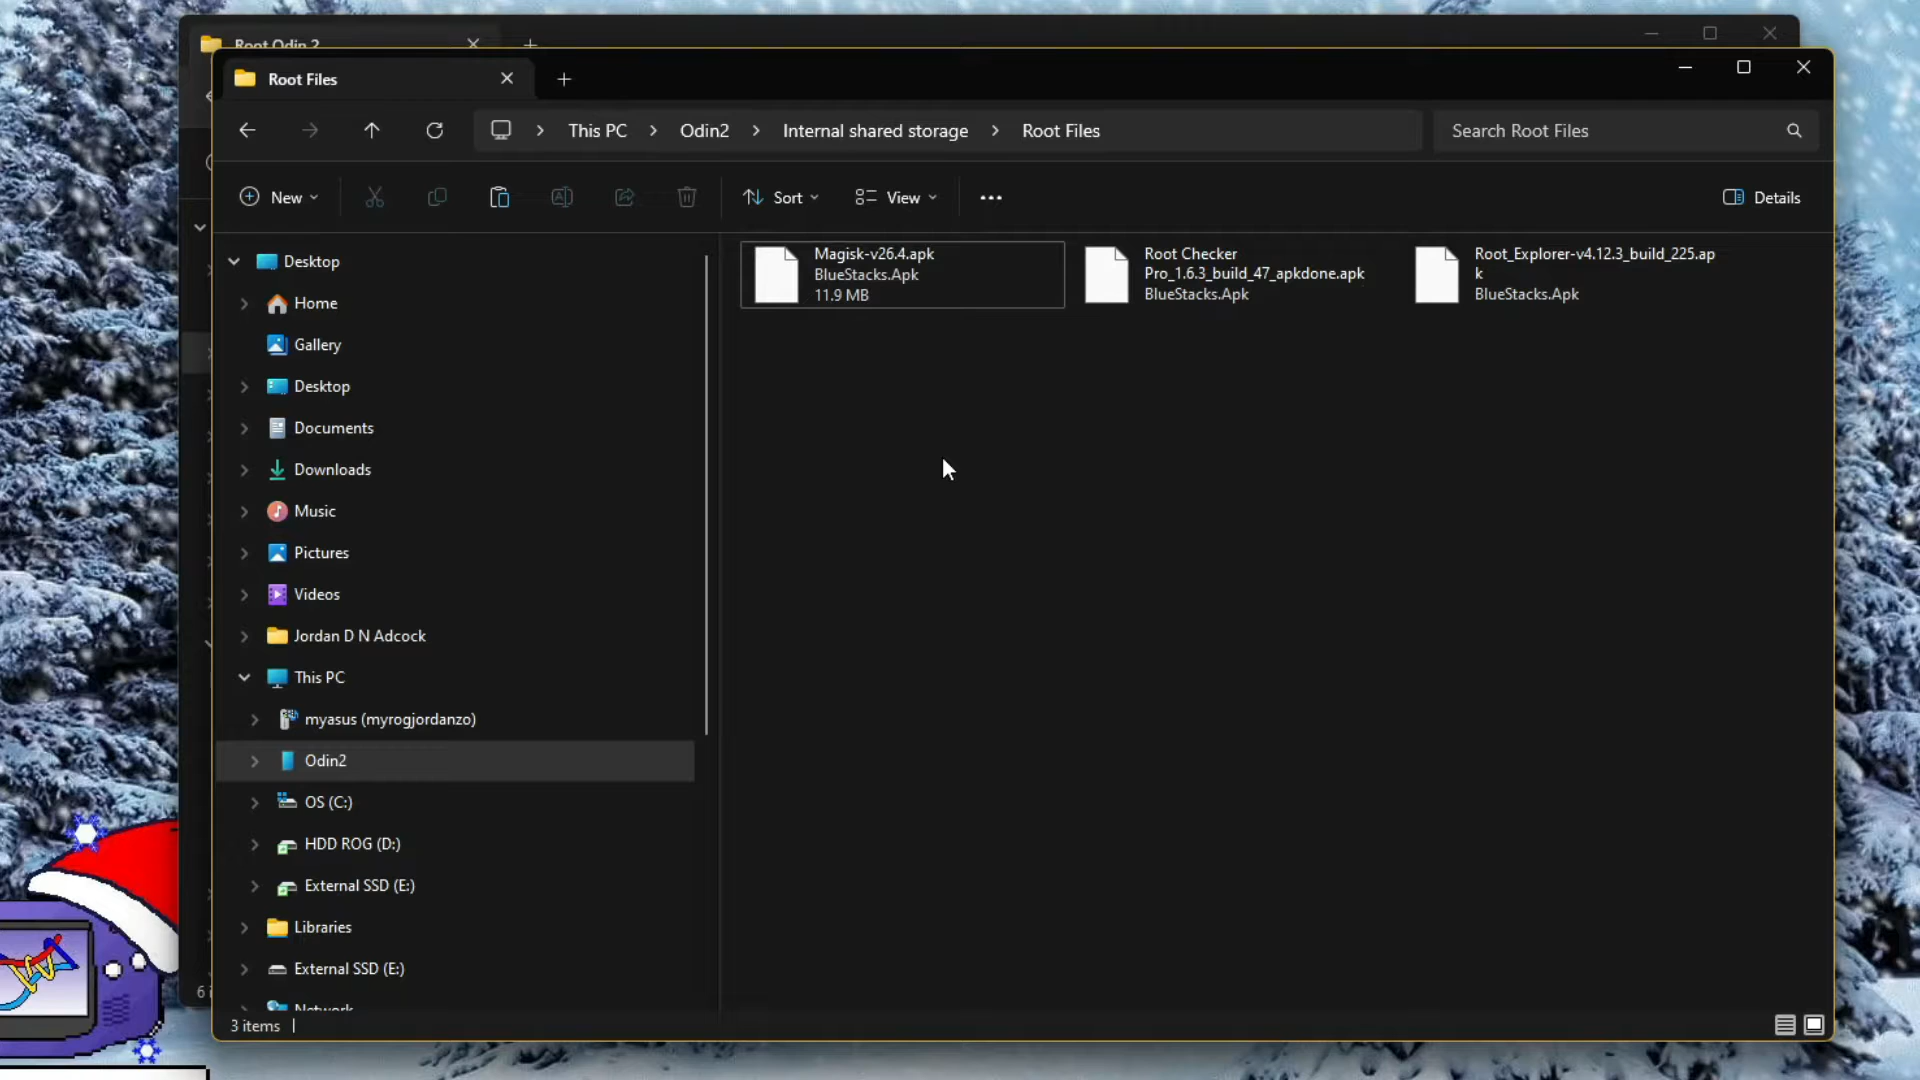 Root Odin 2
Root Files
This PC
Odin2
Internal shared storage
Root Files
Search Root Files
New
Sort
View
Details
Desktop
Home
Gallery
Desktop
Documents
Downloads
Music
Pictures
Videos
Jordan D N Adcock
This PC
myasus (myrogjordanzo)
Odin2
OS (C:)
HDD ROG (D:)
External SSD (E:)
Libraries
External SSD (E:)
Network
Magisk-v26.4.apk
BlueStacks.Apk
11.9 MB
Root Checker
Pro_1.6.3_build_47_apkdone.apk
BlueStacks.Apk
Root_Explorer-v4.12.3_build_225.ap
k
BlueStacks.Apk
6
3 items